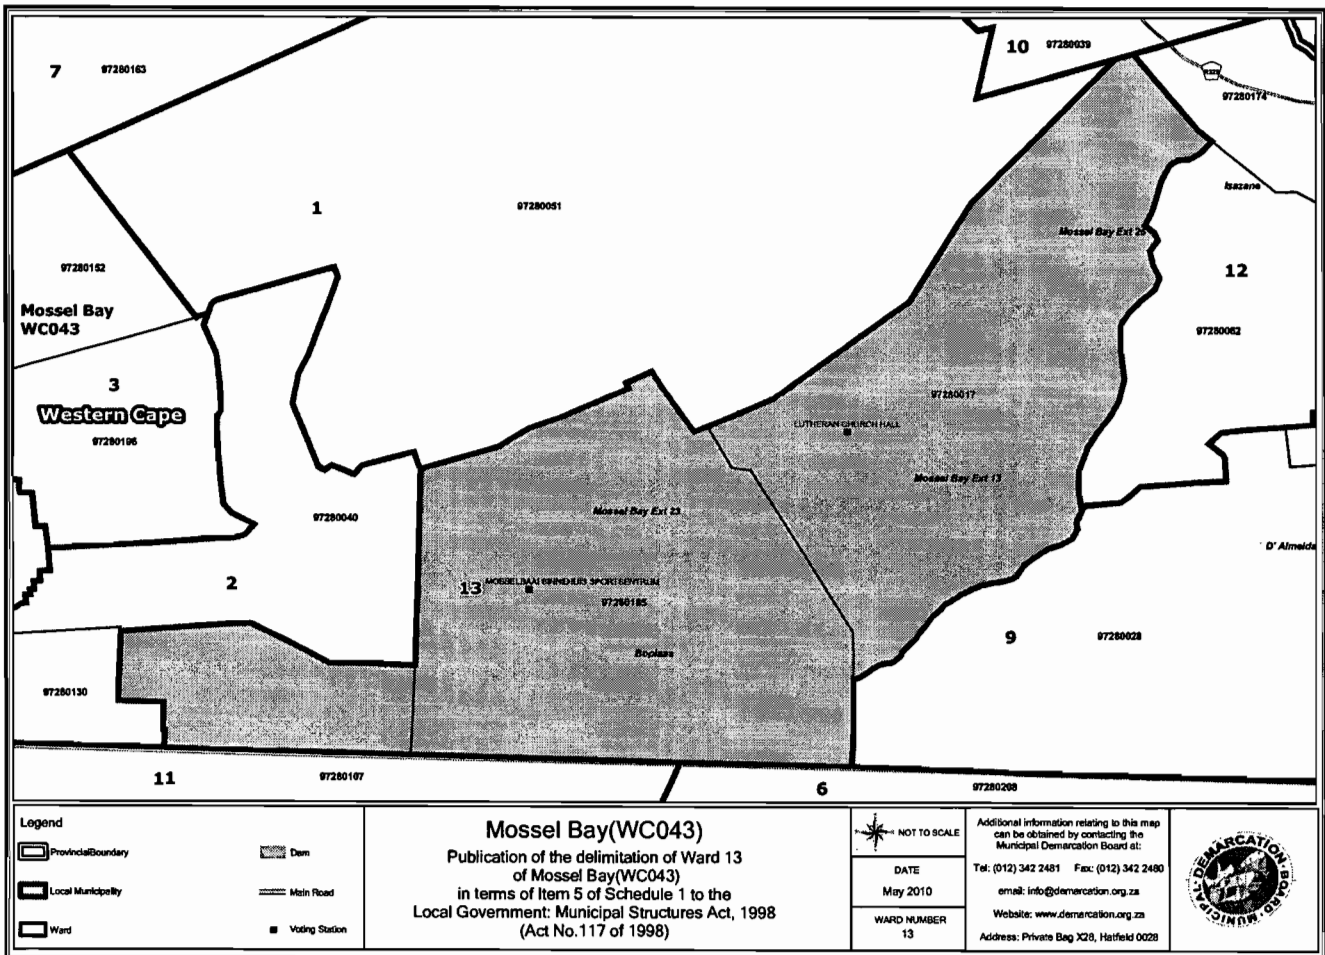 10 97280039
7 97280163
97280174
Isazane
1 97280051
Mossel Bay Ext 26
97280152
12
Mossel Bay
WC043
97280062
3
Western Cape
97280017
LUTHERAN CHURCH HALL
97280196
Mossel Bay Ext 13
Mossel Bay Ext 23
97280040
D' Almeida
2
13
97280185
9 97280028
Boplaas
97280130
11 97280167
6 97280208
Legend
ProvincialBoundary
Dam
Local Municipality
Main Road
Ward
Voting Station
Mossel Bay(WC043)
Publication of the delimitation of Ward 13
of Mossel Bay(WC043)
in terms of Item 5 of Schedule 1 to the
Local Government: Municipal Structures Act, 1998
(Act No.117 of 1998)
NOT TO SCALE
DATE
May 2010
WARD NUMBER
13
Additional information relating to this map
can be obtained by contacting the
Municipal Demarcation Board at:
Tel: (012) 342 2481 Fax: (012) 342 2480
email: info@demarcation.org.za
Website: www.demarcation.org.za
Address: Private Bag X28, Hatfield 0028
MUNICIPAL DEMARCATION BOARD